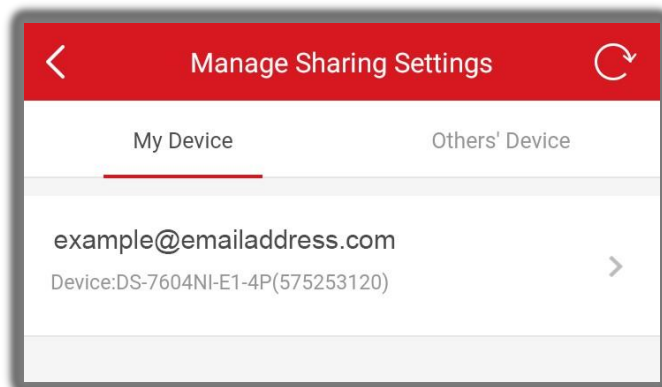 Manage Sharing Settings
My Device
Others' Device
example@emailaddress.com
Device:DS-7604NI-E1-4P(575253120)